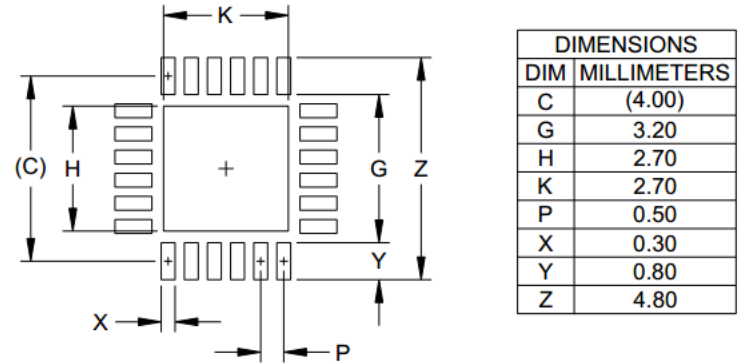 K
(C)
H
G
Z
Y
X
P
DIMENSIONS
DIM MILLIMETERS
C (4.00)
G 3.20
H 2.70
K 2.70
P 0.50
X 0.30
Y 0.80
Z 4.80